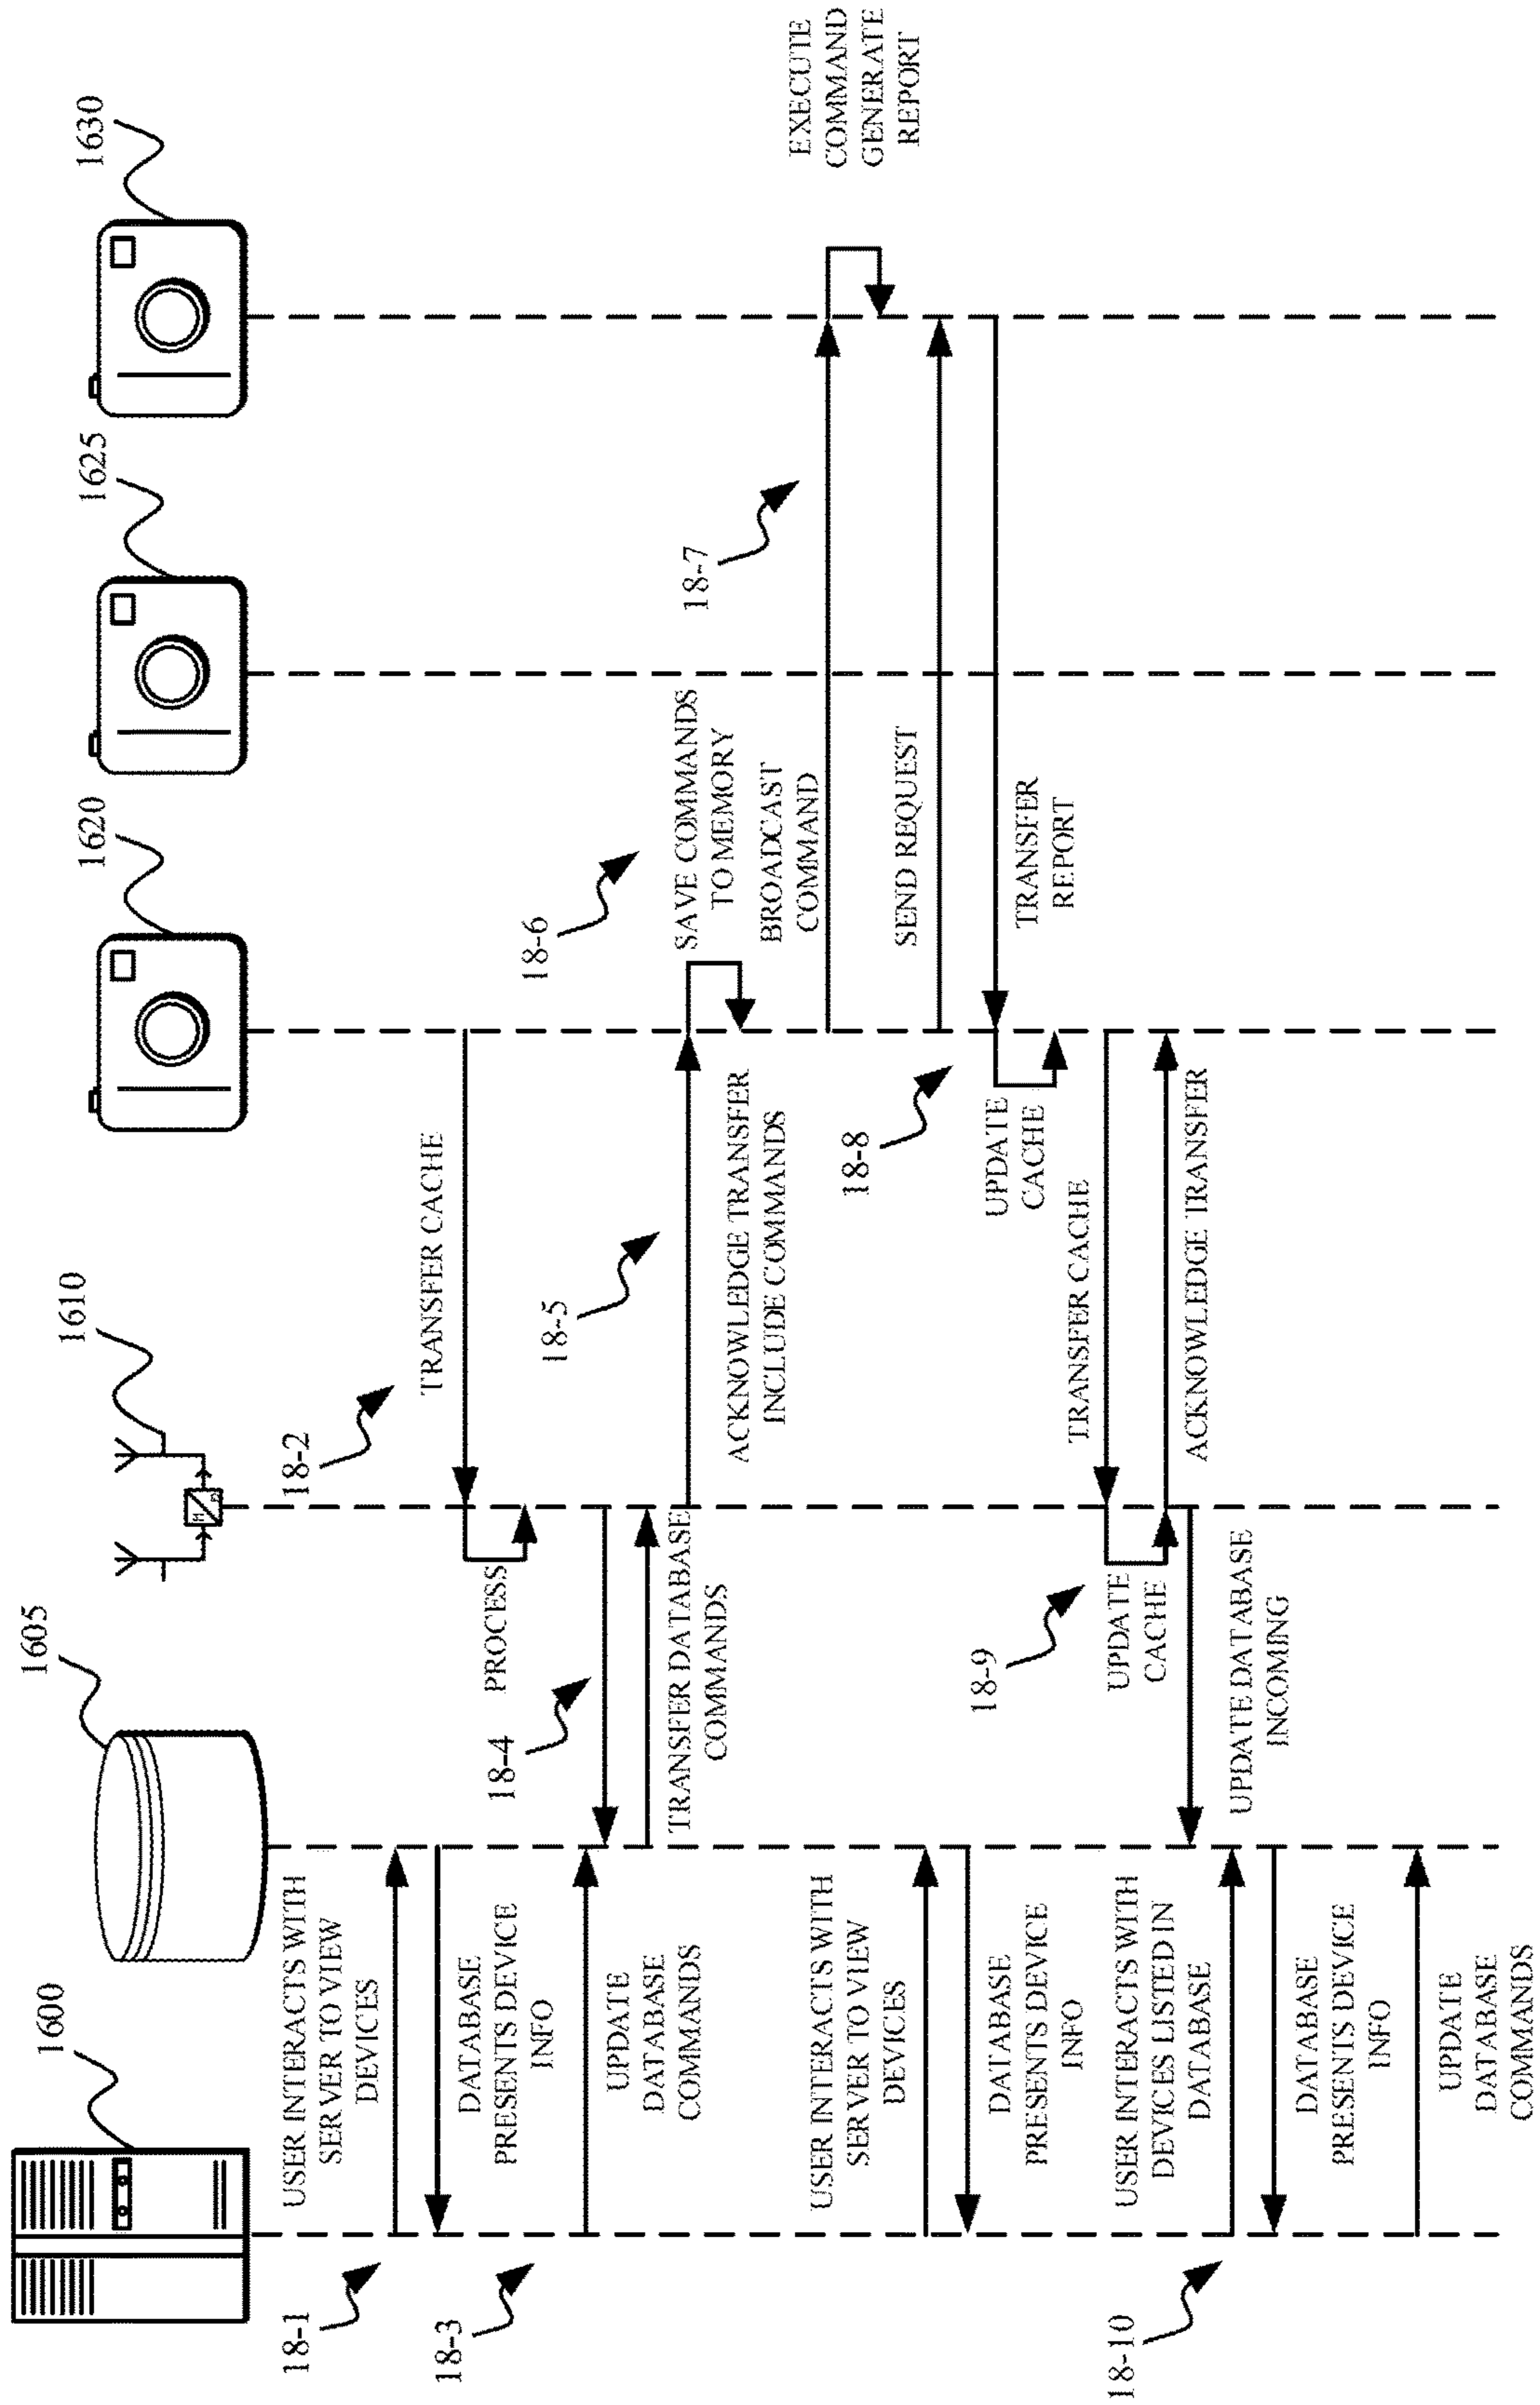 1600
1605
1610
1620
1625
1630
18-1
USER INTERACTS WITH
SERVER TO VIEW
DEVICES
18-2
TRANSFER CACHE
DATABASE
PRESENTS DEVICE
INFO
PROCESS
18-3
UPDATE
DATABASE
COMMANDS
18-4
TRANSFER DATABASE
COMMANDS
18-5
ACKNOWLEDGE TRANSFER
INCLUDE COMMANDS
18-6
SAVE COMMANDS
TO MEMORY
BROADCAST
COMMAND
18-7
EXECUTE
COMMAND
GENERATE
REPORT
USER INTERACTS WITH
SERVER TO VIEW
DEVICES
SEND REQUEST
DATABASE
PRESENTS DEVICE
INFO
TRANSFER
REPORT
18-8
UPDATE
CACHE
TRANSFER CACHE
18-9
UPDATE
CACHE
ACKNOWLEDGE TRANSFER
UPDATE DATABASE
INCOMING
18-10
USER INTERACTS WITH
DEVICES LISTED IN
DATABASE
DATABASE
PRESENTS DEVICE
INFO
UPDATE
DATABASE
COMMANDS